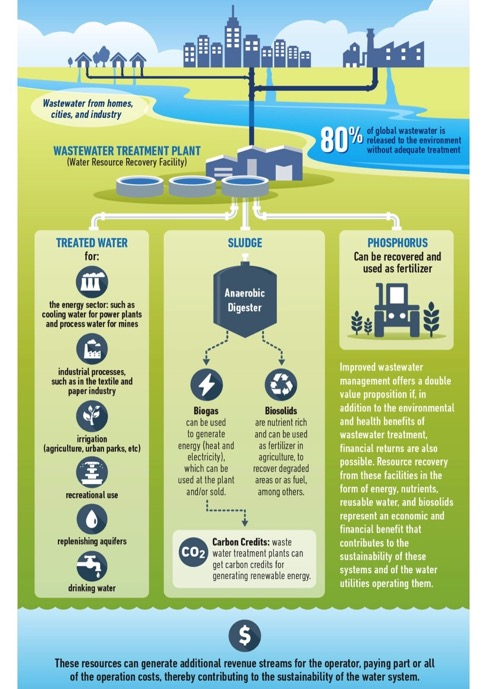 Wastewater from homes,
cities, and industry
80%
of global wastewater is
released to the environment
without adequate treatment
WASTEWATER TREATMENT PLANT
(Water Resource Recovery Facility)
TREATED WATER
for:
the energy sector: such as
cooling water for power plants
and process water for mines
industrial processes,
such as in the textile and
paper industry
irrigation
(agriculture, urban parks, etc)
recreational use
replenishing aquifers
drinking water
SLUDGE
Anaerobic
Digester
Biogas
can be used
to generate
energy (heat and
electricity),
which can be
used at the plant
and/or sold.
Biosolids
are nutrient rich
and can be used
as fertilizer in
agriculture, to
recover degraded
areas or as fuel,
among others.
CO2
Carbon Credits: waste
water treatment plants can
get carbon credits for
generating renewable energy.
PHOSPHORUS
Can be recovered and
used as fertilizer
Improved wastewater
management offers a double
value proposition if, in
addition to the environmental
and health benefits of
wastewater treatment,
financial returns are also
possible. Resource recovery
from these facilities in the
form of energy, nutrients,
reusable water, and biosolids
represent an economic and
financial benefit that
contributes to the
sustainability of these
systems and of the water
utilities operating them.
$
These resources can generate additional revenue streams for the operator, paying part or all
of the operation costs, thereby contributing to the sustainability of the water system.